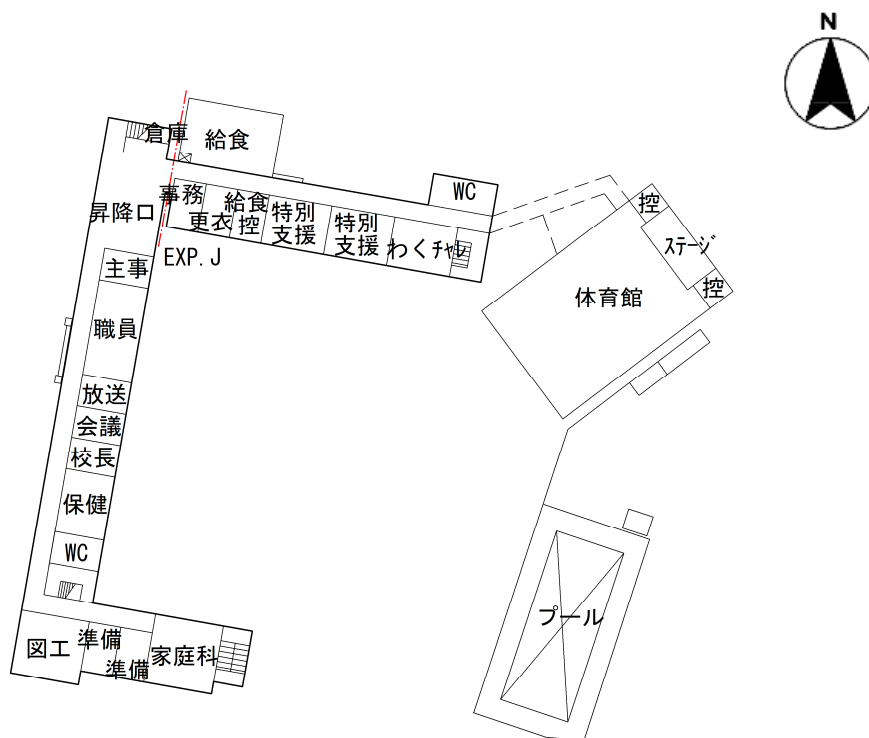 N
倉庫
給食
事務
更衣
給食
控
特別
支援
特別
支援
わくチャレ
WC
昇降口
EXP. J
控
ステージ
控
体育館
主事
職員
放送
会議
校長
保健
WC
図工
準備
準備
家庭科
プール